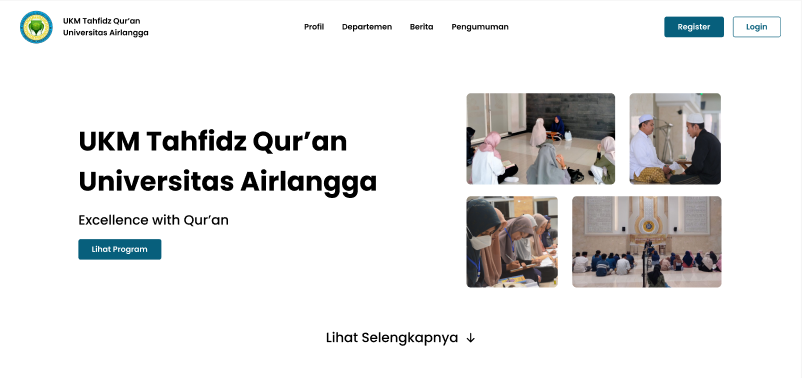 UKM Tahfidz Qur'an
Universitas Airlangga
Profil
Departemen
Berita
Pengumuman
Register
Login
UKM Tahfidz Qur'an
Universitas Airlangga
Excellence with Qur'an
Lihat Program
Lihat Selengkapnya ↓